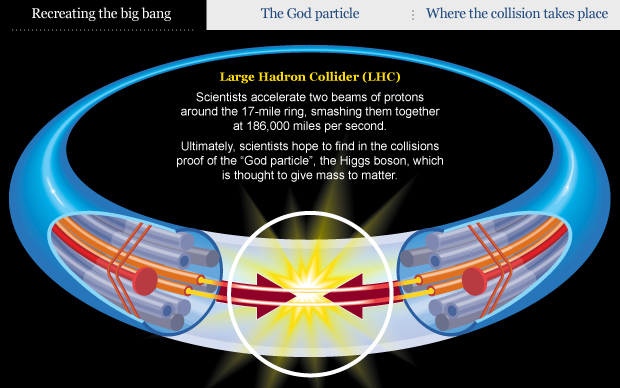 Recreating the big bang
The God particle
Where the collision takes place
Large Hadron Collider (LHC)
Scientists accelerate two beams of protons
around the 17-mile ring, smashing them together
at 186,000 miles per second.
Ultimately, scientists hope to find in the collisions
proof of the “God particle”, the Higgs boson, which
is thought to give mass to matter.